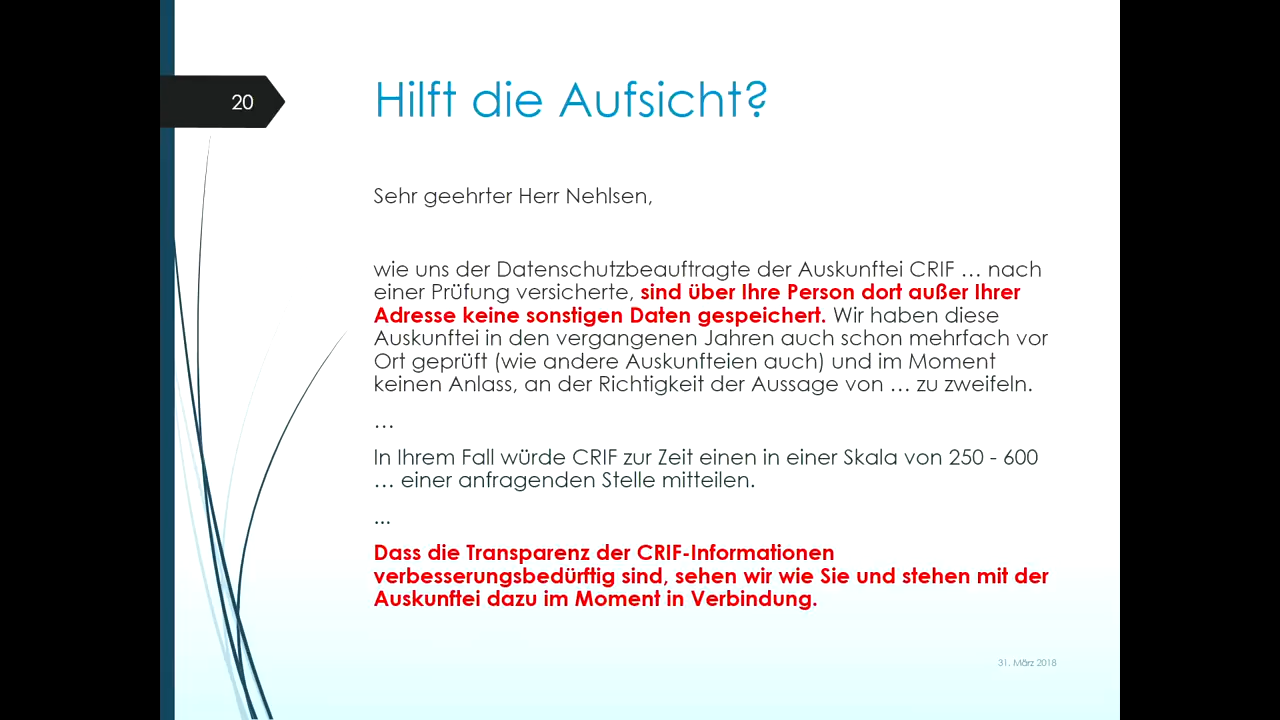 20
Hilft die Aufsicht?
Sehr geehrter Herr Nehlsen,
wie uns der Datenschutzbeauftragte der Auskunftei CRIF … nach
einer Prüfung versicherte, sind über Ihre Person dort außer Ihrer
Adresse keine sonstigen Daten gespeichert. Wir haben diese
Auskunftei in den vergangenen Jahren auch schon mehrfach vor
Ort geprüft (wie andere Auskunfteien auch) und im Moment
keinen Anlass, an der Richtigkeit der Aussage von … zu zweifeln.
…
In Ihrem Fall würde CRIF zur Zeit einen in einer Skala von 250 - 600
… einer anfragenden Stelle mitteilen.
...
Dass die Transparenz der CRIF-Informationen
verbesserungsbedürftig sind, sehen wir wie Sie und stehen mit der
Auskunftei dazu im Moment in Verbindung.
31. März 2018